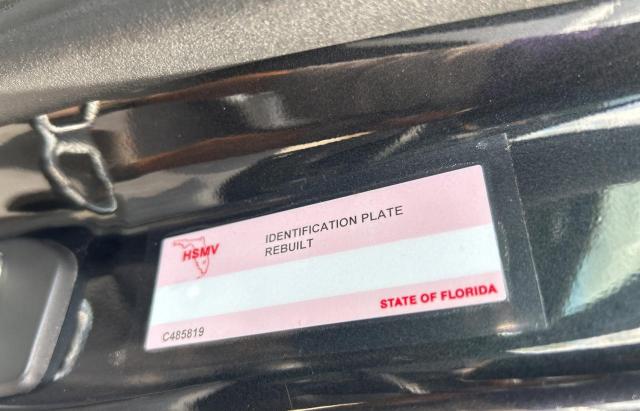 HSMV
IDENTIFICATION PLATE
REBUILT
STATE OF FLORIDA
C485819